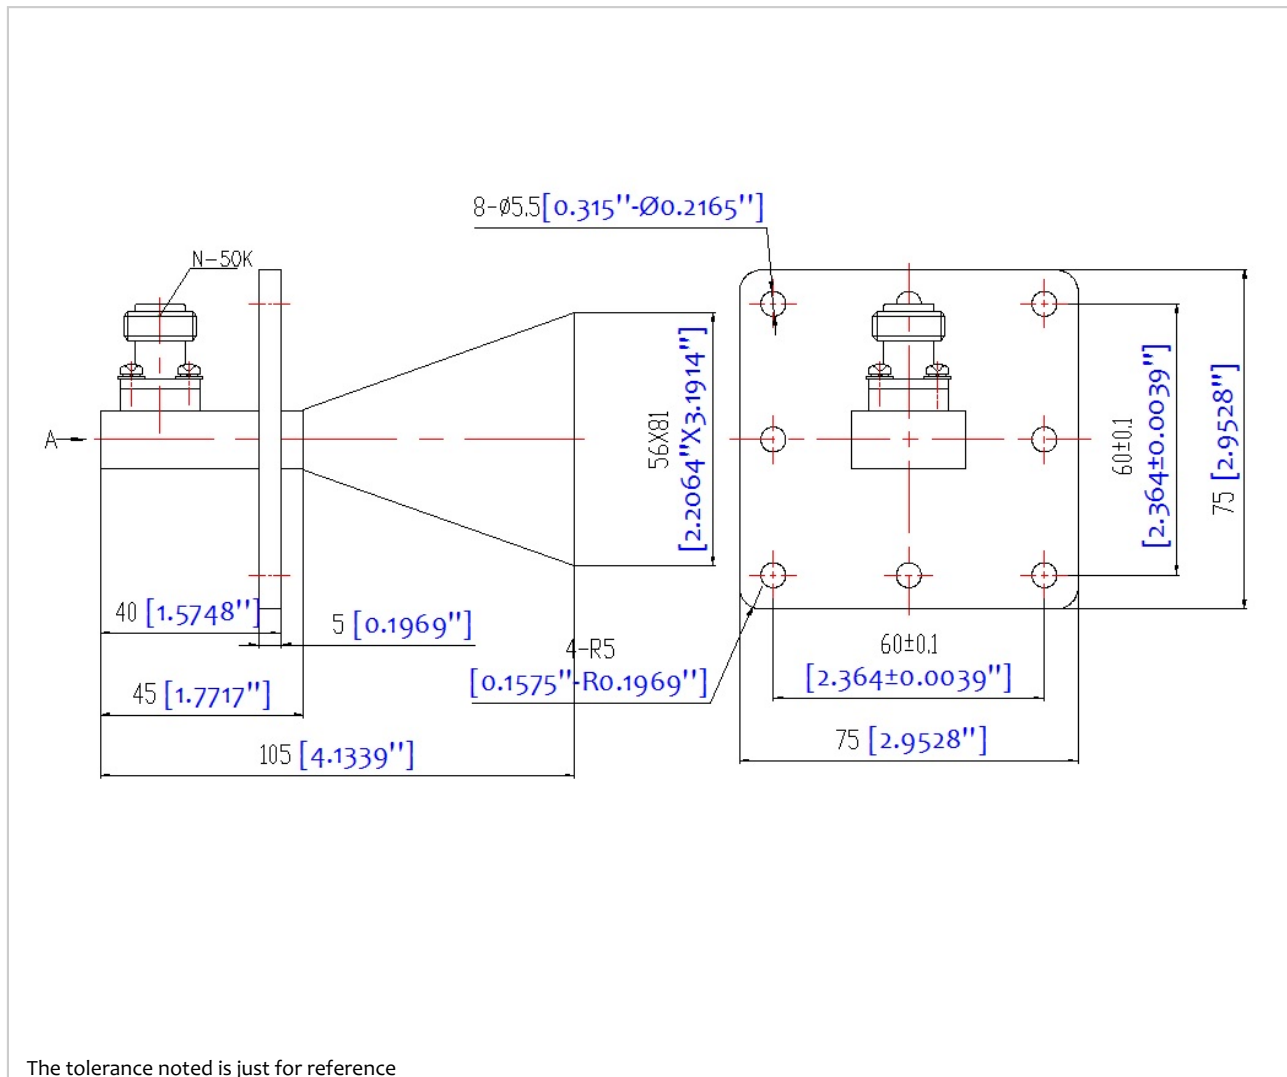 8-Ø5.5[0.315''-Ø0.2165'']
N-50K
A
56X81
[2.2064''X3.1914'']
60±0.1
[2.364±0.0039'']
75 [2.9528'']
40 [1.5748'']
5 [0.1969'']
4-R5
[0.1575''-R0.1969'']
60±0.1
[2.364±0.0039'']
45 [1.7717'']
75 [2.9528'']
105 [4.1339'']
The tolerance noted is just for reference